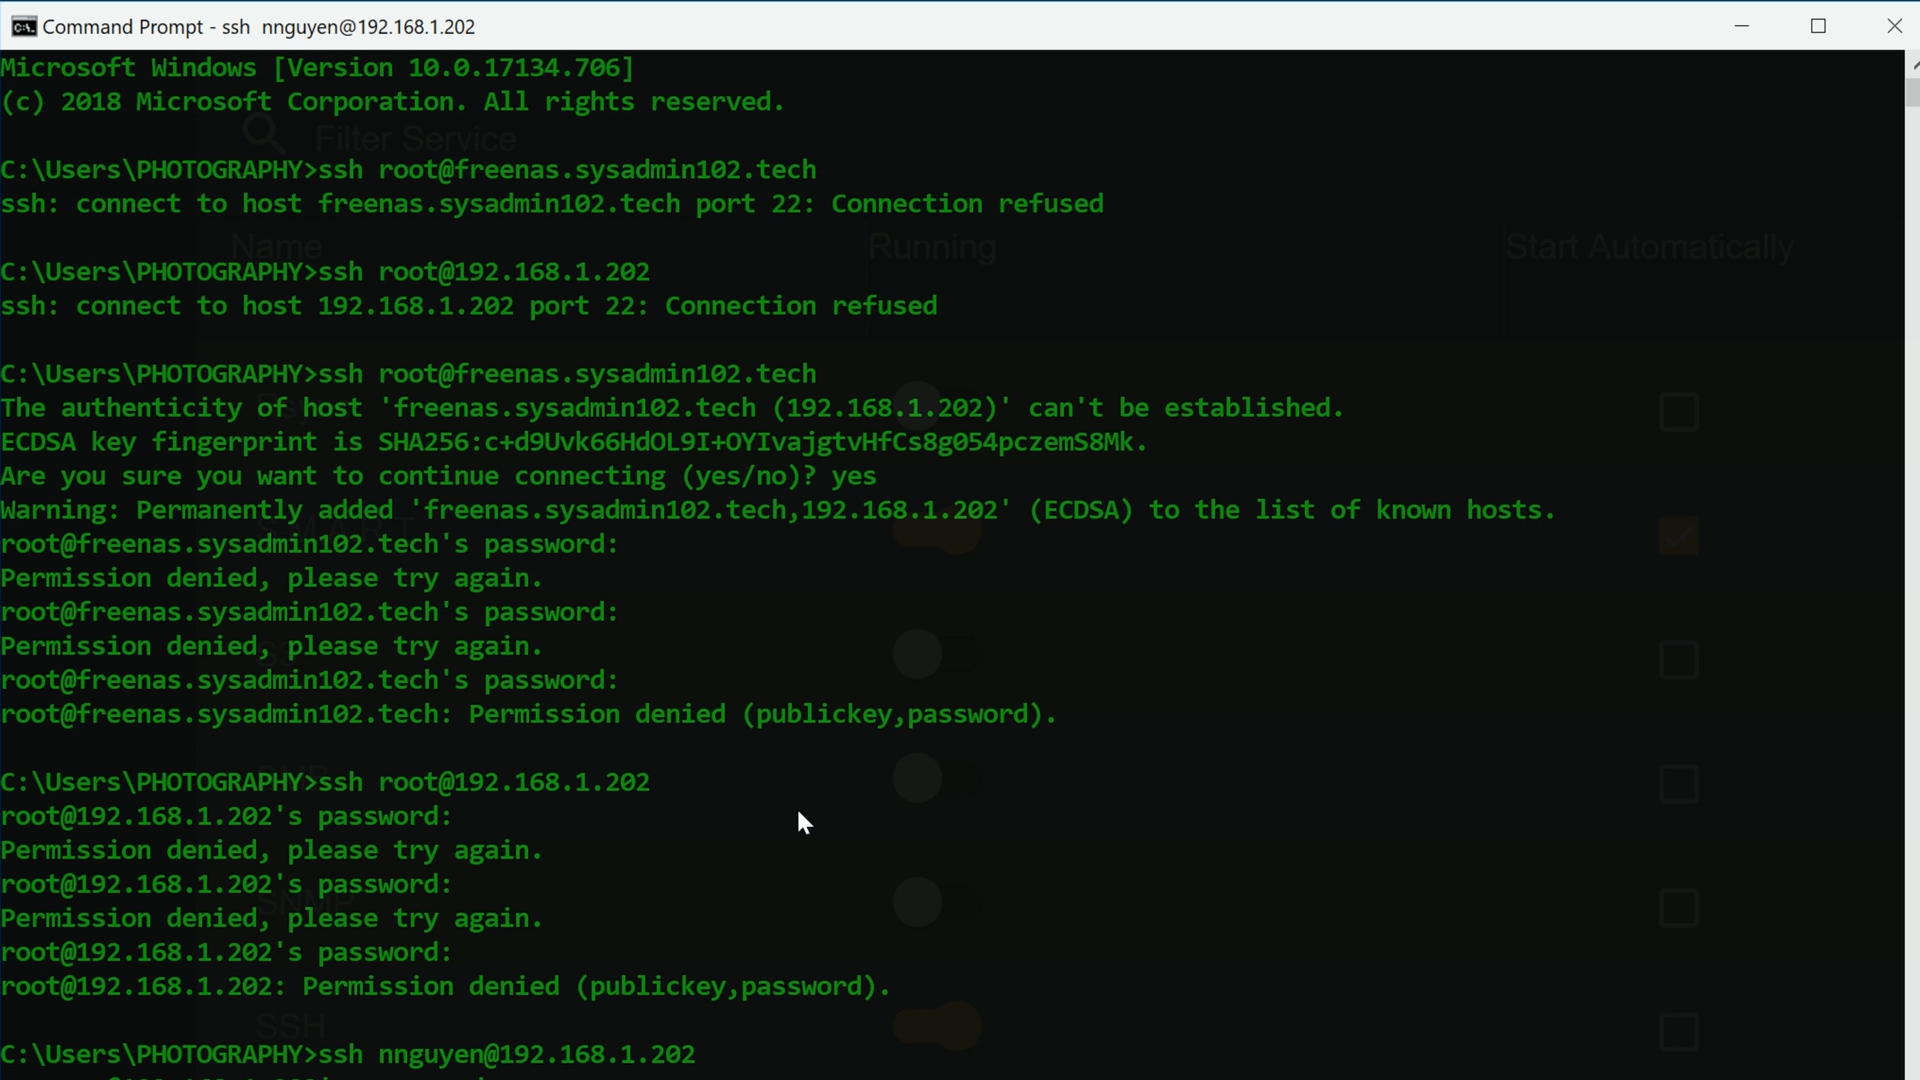 Command Prompt - ssh  nnguyen@192.168.1.202
Microsoft Windows [Version 10.0.17134.706]
(c) 2018 Microsoft Corporation. All rights reserved.
Filter Service
C:\Users\PHOTOGRAPHY>ssh root@freenas.sysadmin102.tech
ssh: connect to host freenas.sysadmin102.tech port 22: Connection refused
Name Running Start Automatically
C:\Users\PHOTOGRAPHY>ssh root@192.168.1.202
ssh: connect to host 192.168.1.202 port 22: Connection refused
C:\Users\PHOTOGRAPHY>ssh root@freenas.sysadmin102.tech
The authenticity of host 'freenas.sysadmin102.tech (192.168.1.202)' can't be established.
ECDSA key fingerprint is SHA256:c+d9Uvk66HdOL9I+OYIvajgtvHfCs8g054pczemS8Mk.
Are you sure you want to continue connecting (yes/no)? yes
Warning: Permanently added 'freenas.sysadmin102.tech,192.168.1.202' (ECDSA) to the list of known hosts.
root@freenas.sysadmin102.tech's password:
Permission denied, please try again.
root@freenas.sysadmin102.tech's password:
Permission denied, please try again.
root@freenas.sysadmin102.tech's password:
root@freenas.sysadmin102.tech: Permission denied (publickey,password).
C:\Users\PHOTOGRAPHY>ssh root@192.168.1.202
root@192.168.1.202's password:
Permission denied, please try again.
root@192.168.1.202's password:
SNMP
Permission denied, please try again.
root@192.168.1.202's password:
root@192.168.1.202: Permission denied (publickey,password).
SSH
C:\Users\PHOTOGRAPHY>ssh nnguyen@192.168.1.202